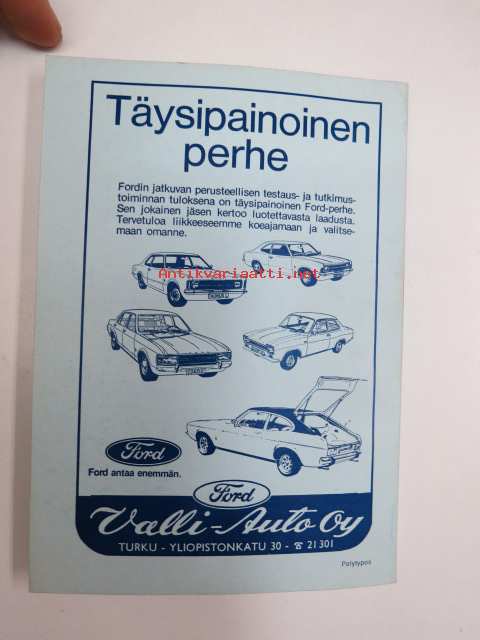 Täysipainoinen
perhe
Fordin jatkuvan perusteellisen testaus- ja tutkimus-
toiminnan tuloksena on täysipainoinen Ford-perhe.
Sen jokainen jäsen kertoo luotettavasta laadusta.
Tervetuloa liikkeeseemme koeajamaan ja valitse-
maan omanne.
Antikvariaatti.net
Ford
Ford antaa enemmän.
Ford
Valli-Auto Oy
TURKU - YLIOPISTONKATU 30 - ☎ 21 301
Polytypos